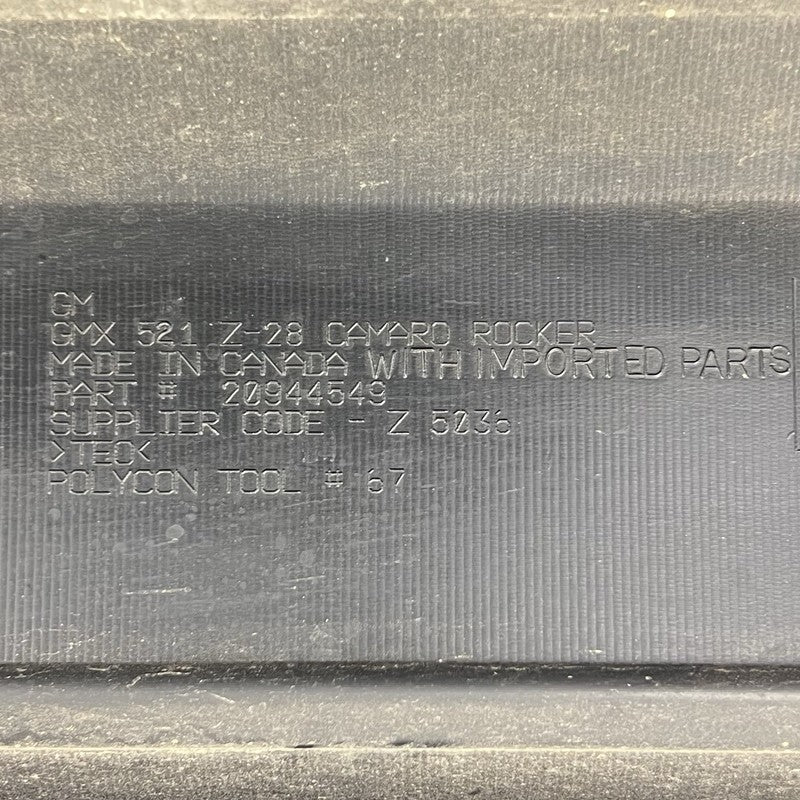 GM
GMX 521 Z-28 CAMARO ROCKER
MADE IN CANADA WITH IMPORTED PARTS
PART # 20944549
SUPPLIER CODE - Z 5036
>TEO<
POLYCON TOOL # 67